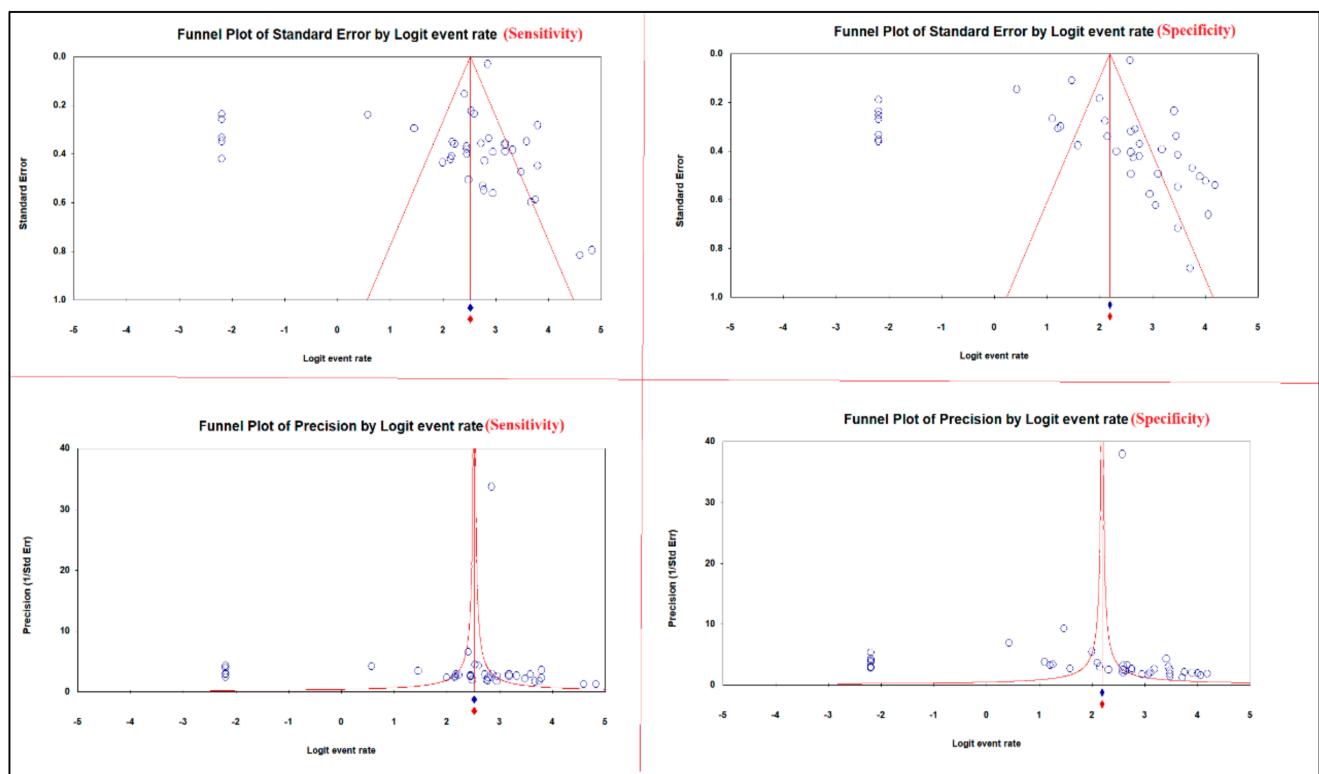 Funnel Plot of Standard Error by Logit event rate (Sensitivity)
0.0
0.2
0.4
0.6
0.8
1.0
Standard Error
-5 -4 -3 -2 -1 0 1 2 3 4 5
Logit event rate
Funnel Plot of Standard Error by Logit event rate (Specificity)
0.0
0.2
0.4
0.6
0.8
1.0
Standard Error
-5 -4 -3 -2 -1 0 1 2 3 4 5
Logit event rate
Funnel Plot of Precision by Logit event rate (Sensitivity)
40
30
20
10
0
Precision (1/Std Err)
-5 -4 -3 -2 -1 0 1 2 3 4 5
Logit event rate
Funnel Plot of Precision by Logit event rate (Specificity)
40
30
20
10
0
Precision (1/Std Err)
-5 -4 -3 -2 -1 0 1 2 3 4 5
Logit event rate